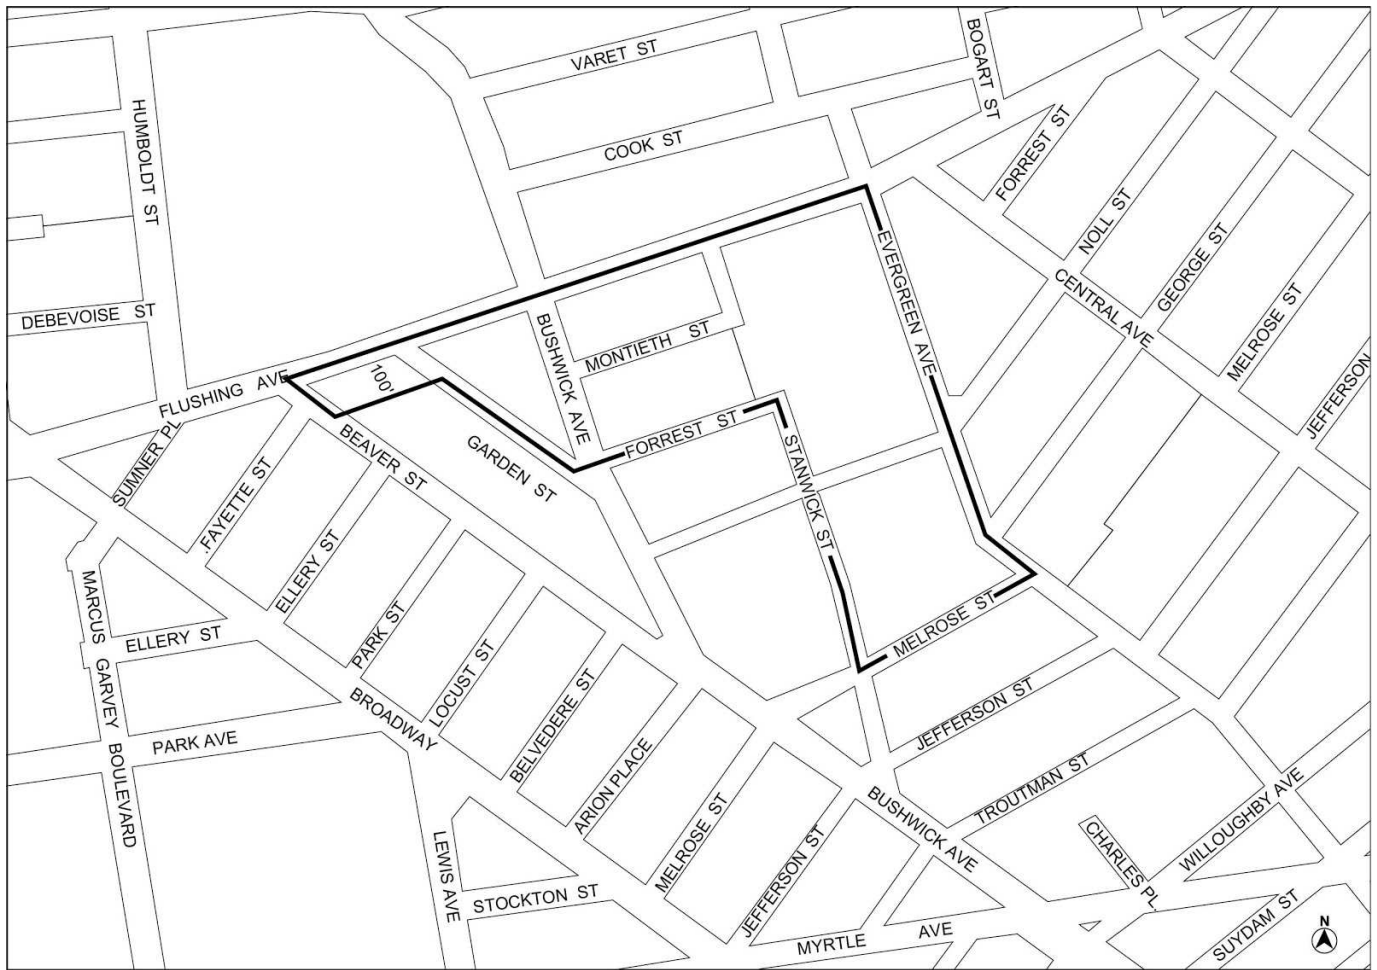 VARET ST
BOGART ST
HUMBOLDT ST
COOK ST
FORREST ST
NOLL ST
GEORGE ST
EVERGREEN AVE
CENTRAL AVE
MELROSE ST
JEFFERSON
DEBEVOISE ST
BUSHWICK AVE
MONTIETH ST
100'
FLUSHING AVE
SUMNER PL
FAYETTE ST
BEAVER ST
GARDEN ST
FORREST ST
STANWICK ST
ELLERY ST
MARCUS GARVEY BOULEVARD
ELLERY ST
PARK ST
LOCUST ST
MELROSE ST
BROADWAY
BELVEDERE ST
JEFFERSON ST
PARK AVE
ARION PLACE
TROUTMAN ST
BUSHWICK AVE
WILLOUGHBY AVE
CHARLES PL.
LEWIS AVE
MELROSE ST
JEFFERSON ST
STOCKTON ST
MYRTLE AVE
SUYDAM ST
N